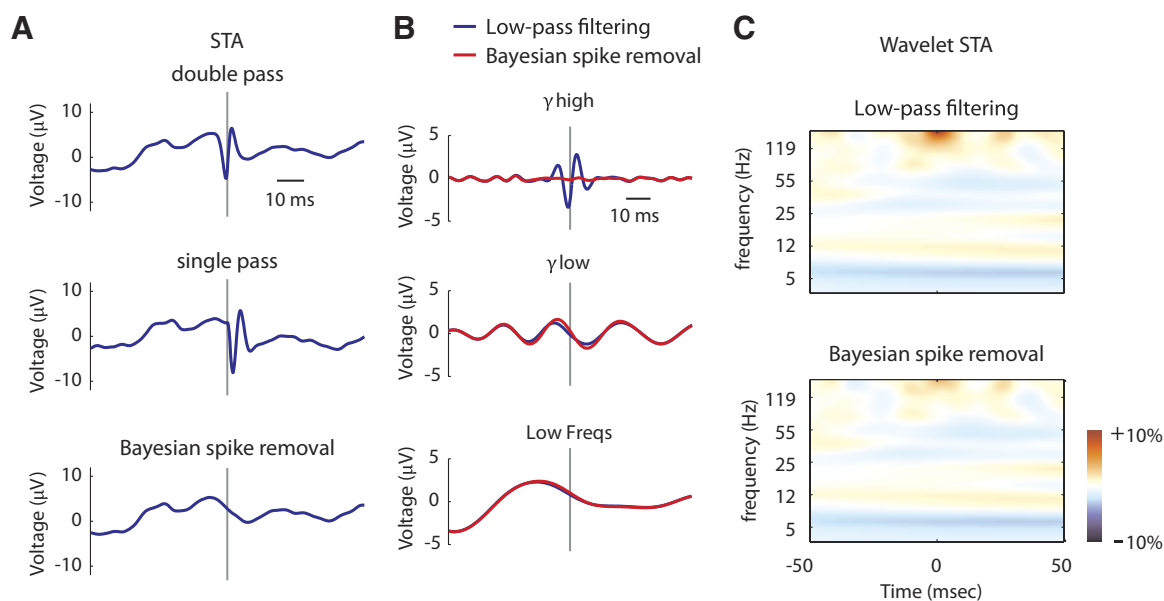 A
STA
double pass
Voltage (μV)
10
0
-10
10 ms
single pass
Voltage (μV)
10
0
-10
Bayesian spike removal
Voltage (μV)
10
0
-10
B
Low-pass filtering
Bayesian spike removal
γ high
Voltage (μV)
5
0
-5
10 ms
γ low
Voltage (μV)
5
0
-5
Low Freqs
Voltage (μV)
5
0
-5
C
Wavelet STA
Low-pass filtering
frequency (Hz)
119
55
25
12
5
Bayesian spike removal
frequency (Hz)
119
55
25
12
5
-50
0
50
Time (msec)
+10%
-10%